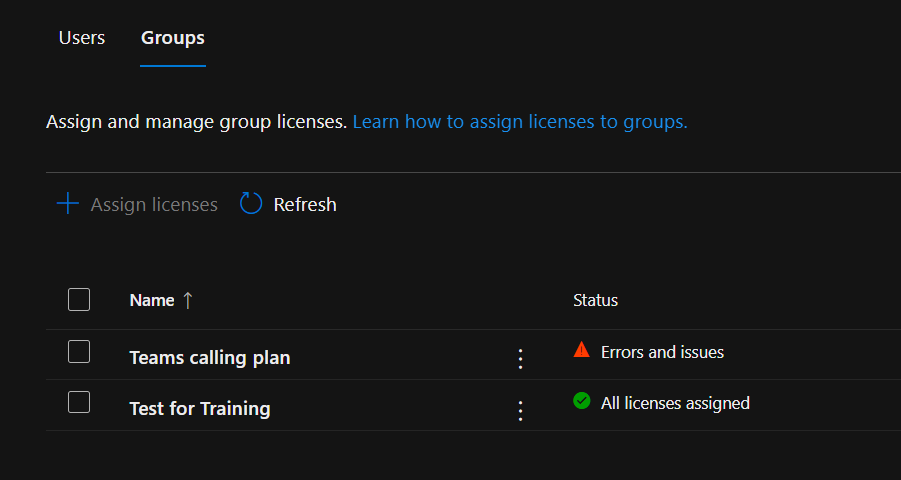 Users Groups
Assign and manage group licenses. Learn how to assign licenses to groups.
Assign licenses Refresh
Name ↑ Status
Teams calling plan Errors and issues
Test for Training All licenses assigned